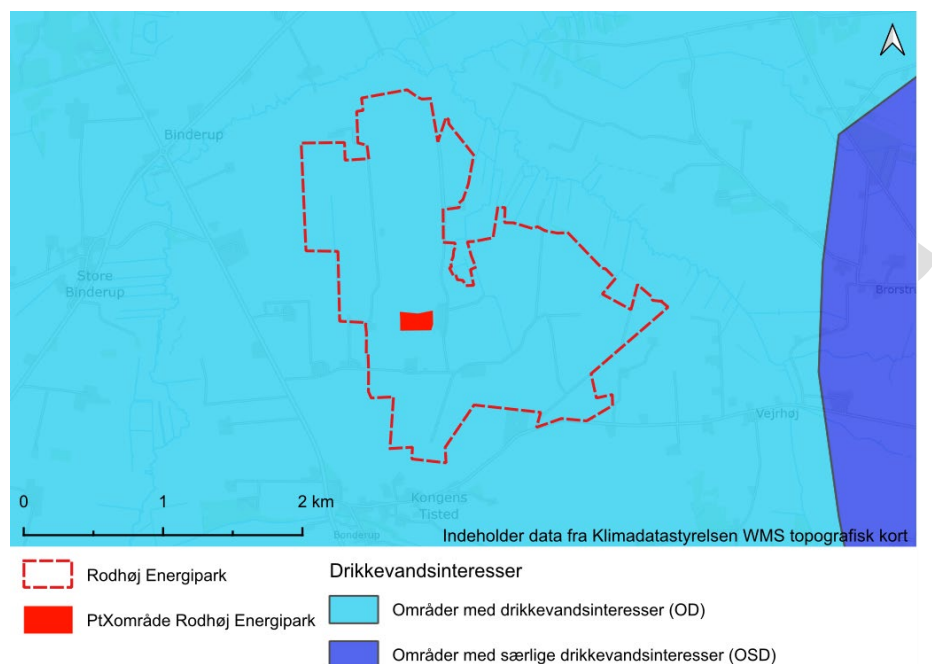 Binderup
Store
Binderup
Brorstr
Vejrhøj
Kongens
Tisted
Bonderup
0 1 2 km
Indeholder data fra Klimadatastyrelsen WMS topografisk kort
Rodhøj Energipark
PtXområde Rodhøj Energipark
Drikkevandsinteresser
Områder med drikkevandsinteresser (OD)
Områder med særlige drikkevandsinteresser (OSD)